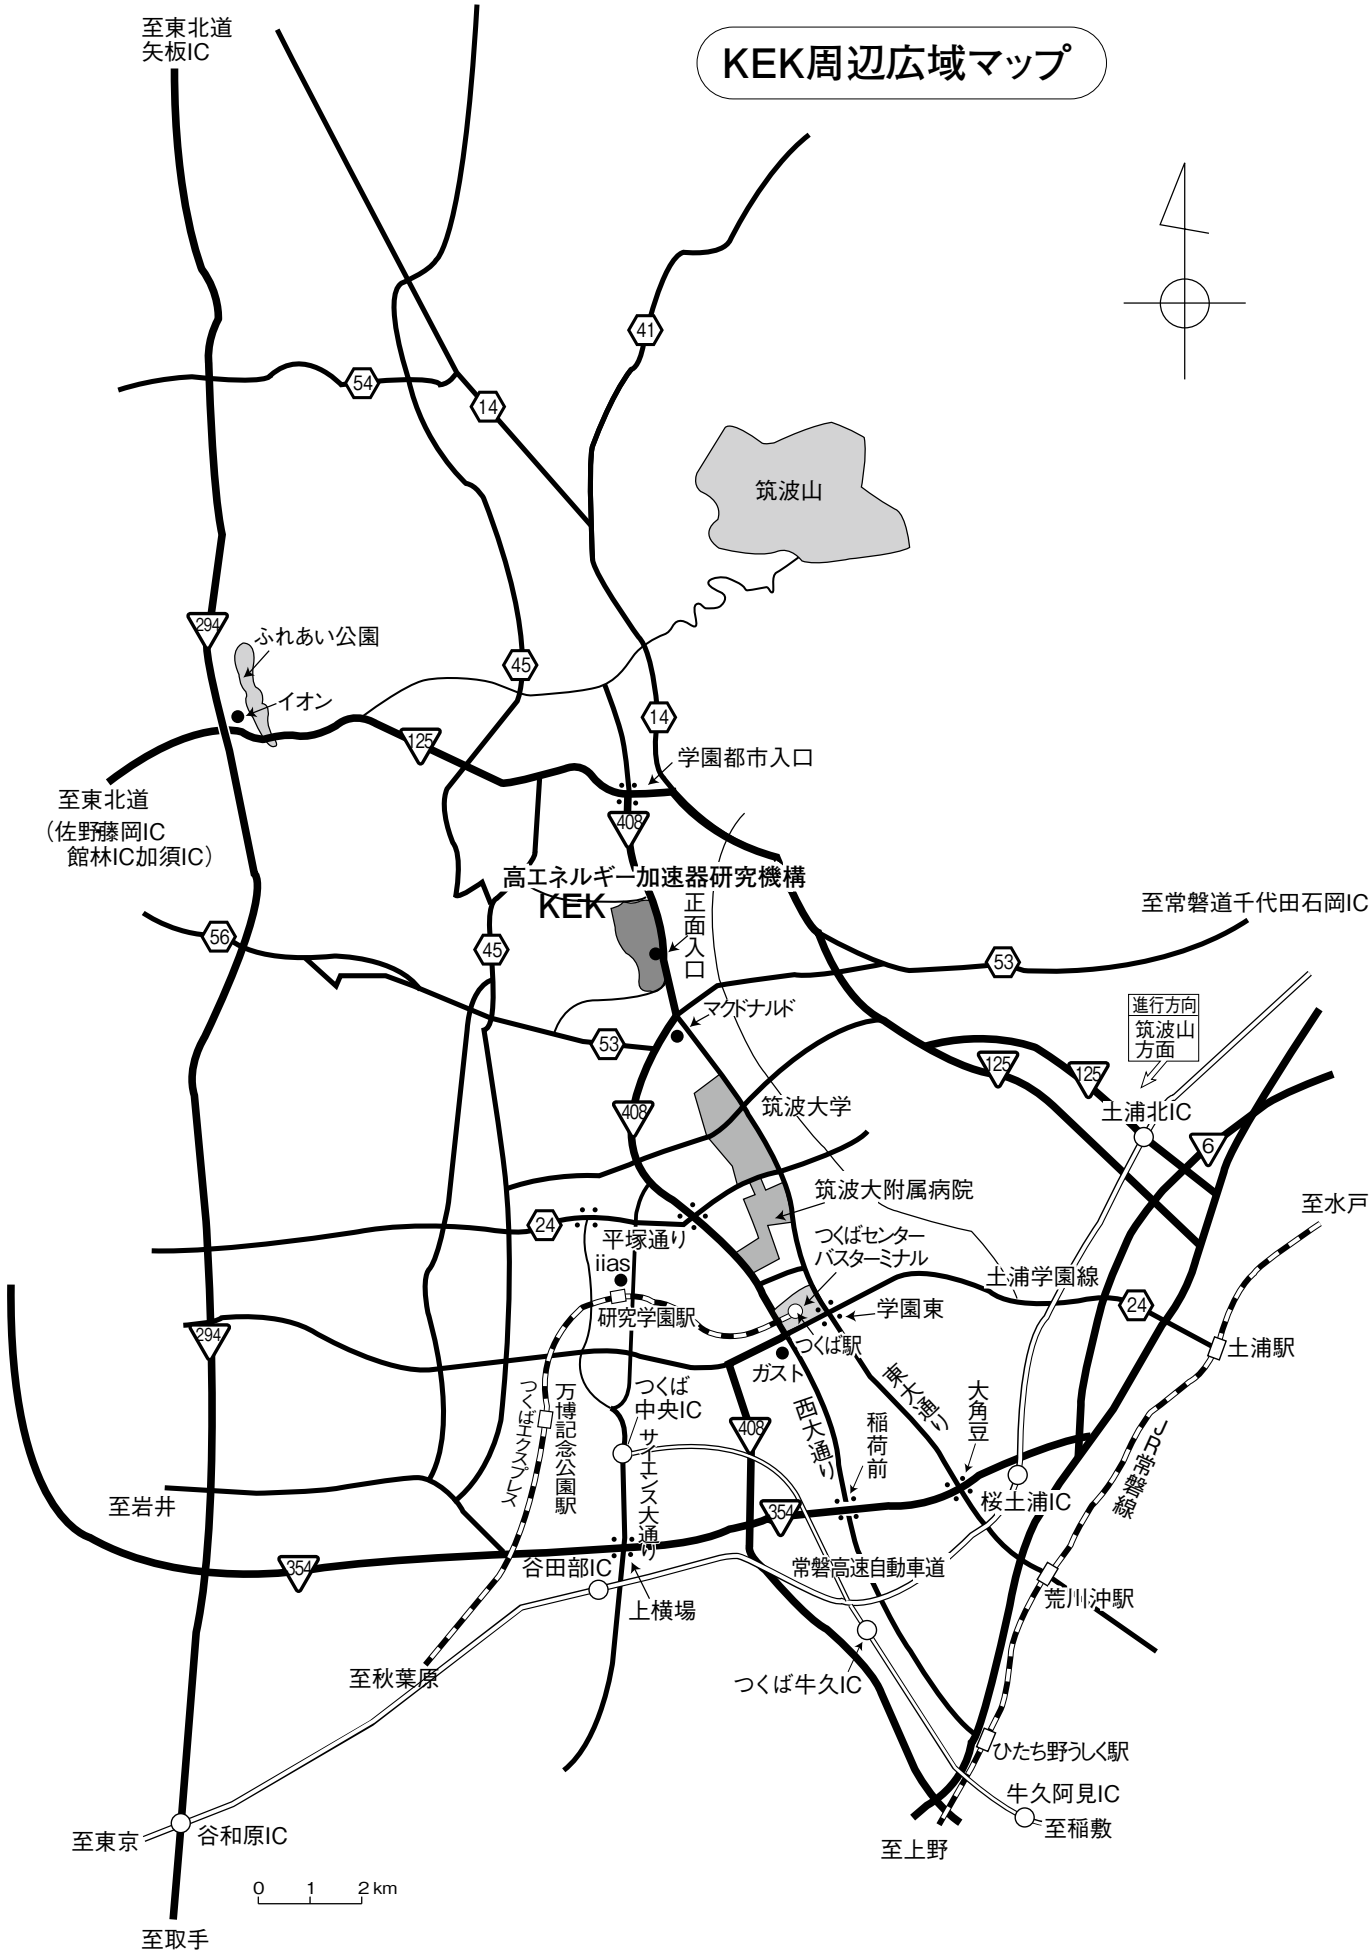 至東北道
矢板IC
KEK周辺広域マップ
41
54
14
筑波山
294
ふれあい公園
45
イオン
14
125
学園都市入口
至東北道
(佐野藤岡IC
館林IC加須IC)
408
高エネルギー加速器研究機構
KEK
正面入口
至常磐道千代田石岡IC
56
45
53
進行方向
筑波山
方面
マクドナルド
53
125
125
408
筑波大学
土浦北IC
6
筑波大附属病院
至水戸
24
平塚通り
つくばセンター
バスターミナル
iias
土浦学園線
研究学園駅
学園東
24
294
つくば駅
土浦駅
ガスト
つくば
中央IC
東大通り
大角豆
万博記念公園駅
つくばエクスプレス
サイエンス大通り
408
西大通り
稲荷前
JR常磐線
至岩井
354
桜土浦IC
354
谷田部IC
常磐高速自動車道
上横場
荒川沖駅
至秋葉原
つくば牛久IC
ひたち野うしく駅
牛久阿見IC
至稲敷
至東京
谷和原IC
至上野
0 1 2 km
至取手